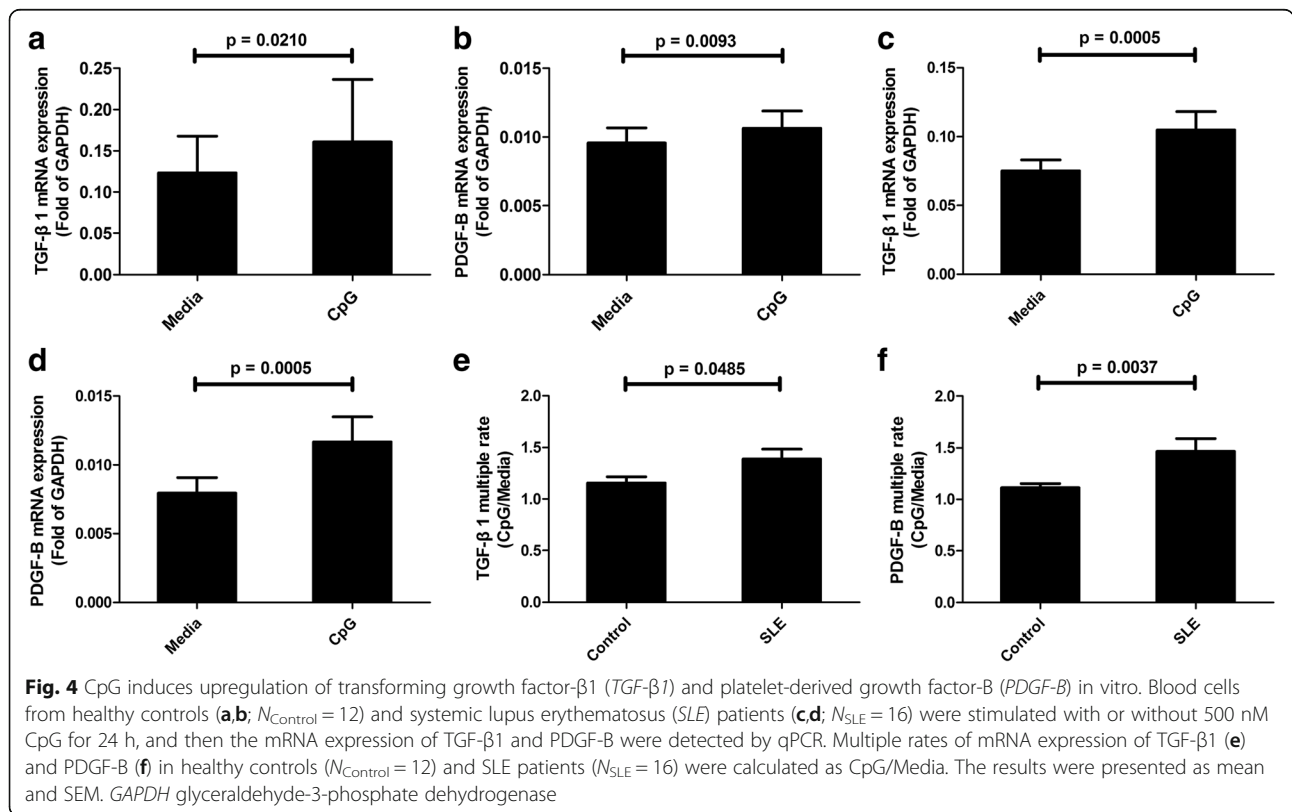 a
p = 0.0210
TGF-β 1 mRNA expression
(Fold of GAPDH)
0.25
0.20
0.15
0.10
0.05
0.00
Media
CpG
b
p = 0.0093
PDGF-B mRNA expression
(Fold of GAPDH)
0.015
0.010
0.005
0.000
Media
CpG
c
p = 0.0005
TGF-β 1 mRNA expression
(Fold of GAPDH)
0.15
0.10
0.05
0.00
Media
CpG
d
p = 0.0005
PDGF-B mRNA expression
(Fold of GAPDH)
0.015
0.010
0.005
0.000
Media
CpG
e
p = 0.0485
TGF-β 1 multiple rate
(CpG/Media)
2.0
1.5
1.0
0.5
0.0
Control
SLE
f
p = 0.0037
PDGF-B multiple rate
(CpG/Media)
2.0
1.5
1.0
0.5
0.0
Control
SLE
Fig. 4 CpG induces upregulation of transforming growth factor-β1 (TGF-β1) and platelet-derived growth factor-B (PDGF-B) in vitro. Blood cells
from healthy controls (a,b; NControl = 12) and systemic lupus erythematosus (SLE) patients (c,d; NSLE = 16) were stimulated with or without 500 nM
CpG for 24 h, and then the mRNA expression of TGF-β1 and PDGF-B were detected by qPCR. Multiple rates of mRNA expression of TGF-β1 (e)
and PDGF-B (f) in healthy controls (NControl = 12) and SLE patients (NSLE = 16) were calculated as CpG/Media. The results were presented as mean
and SEM. GAPDH glyceraldehyde-3-phosphate dehydrogenase